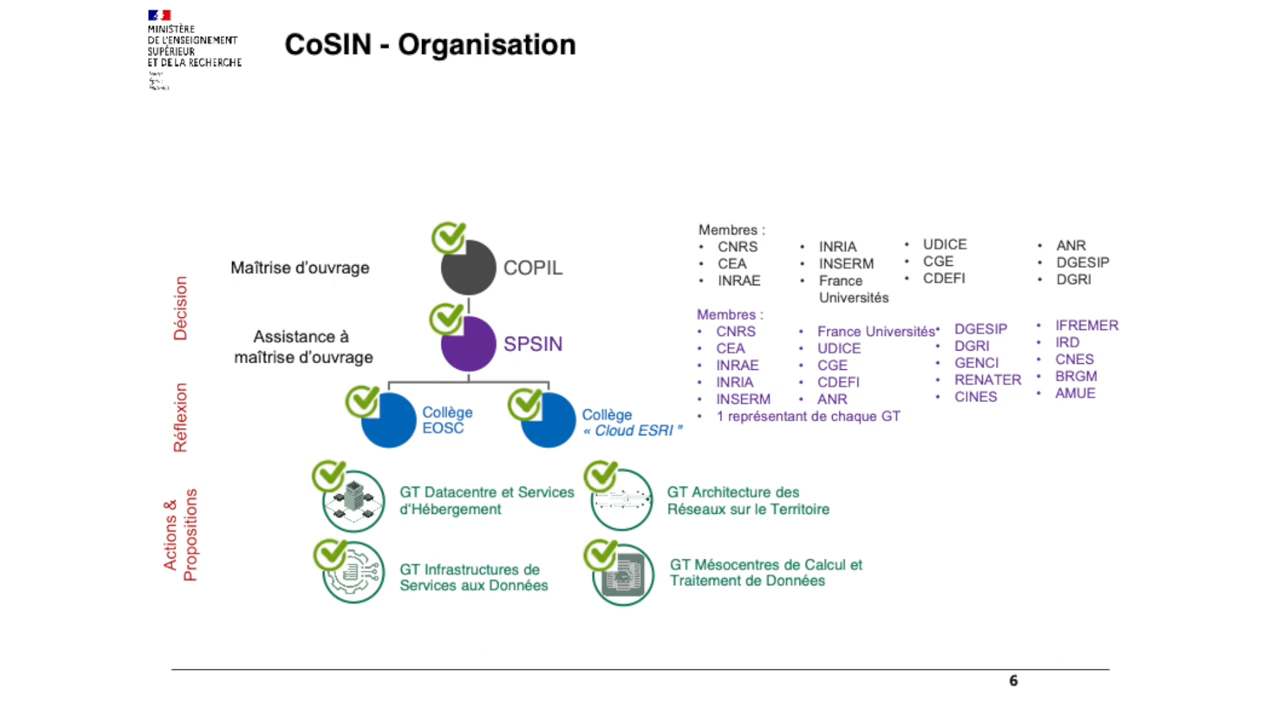 MINISTÈRE
DE L'ENSEIGNEMENT
SUPÉRIEUR
ET DE LA RECHERCHE
CoSIN - Organisation
Décision
Réflexion
Actions &
Propositions
Maîtrise d'ouvrage
COPIL
Assistance à
maîtrise d'ouvrage
SPSIN
Collège
EOSC
Collège
« Cloud ESRI "
GT Datacentre et Services
d'Hébergement
GT Architecture des
Réseaux sur le Territoire
GT Infrastructures de
Services aux Données
GT Mésocentres de Calcul et
Traitement de Données
Membres :
• CNRS
• CEA
• INRAE
• INRIA
• INSERM
• France
Universités
• UDICE
• CGE
• CDEFI
• ANR
• DGESIP
• DGRI
Membres :
• CNRS
• CEA
• INRAE
• INRIA
• INSERM
• 1 représentant de chaque GT
• France Universités
• UDICE
• CGE
• CDEFI
• ANR
• DGESIP
• DGRI
• GENCI
• RENATER
• CINES
• IFREMER
• IRD
• CNES
• BRGM
• AMUE
6